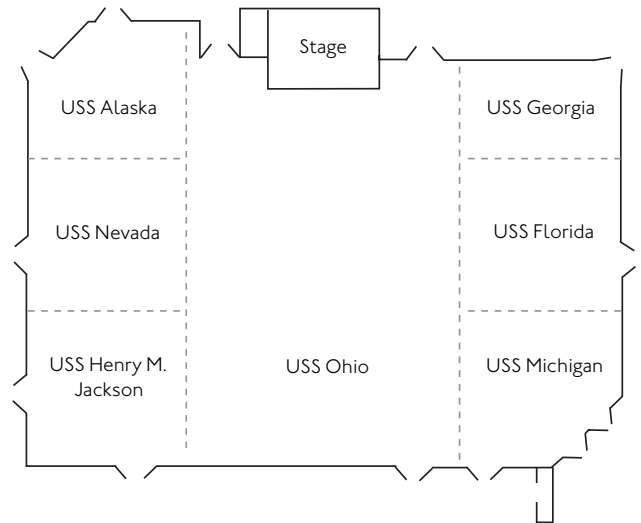 Stage
USS Alaska
USS Georgia
USS Nevada
USS Florida
USS Henry M.
Jackson
USS Ohio
USS Michigan